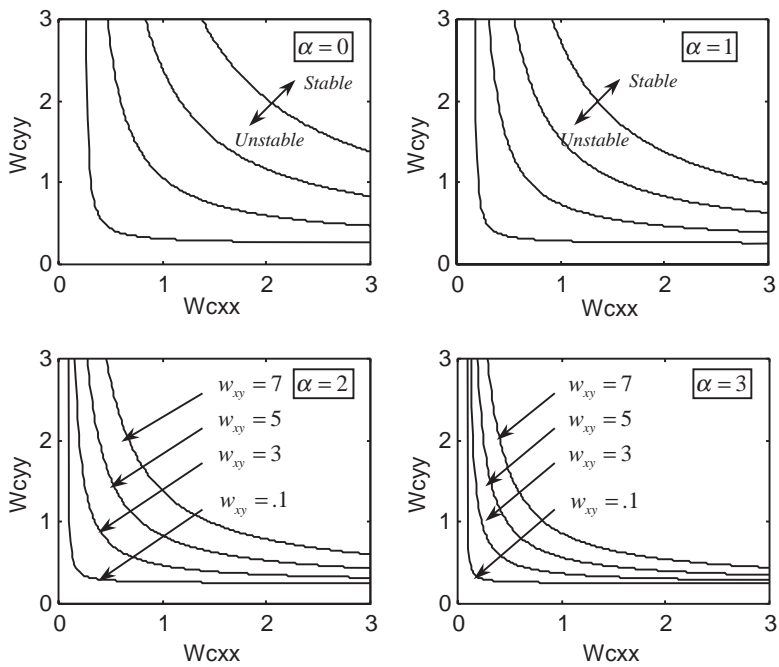 3
2
1
0
Wcyy
0
1
2
3
Wcxx
α = 0
Stable
Unstable
3
2
1
0
Wcyy
0
1
2
3
Wcxx
α = 1
Stable
Unstable
3
2
1
0
Wcyy
0
1
2
3
Wcxx
α = 2
w_xy = 7
w_xy = 5
w_xy = 3
w_xy = .1
3
2
1
0
Wcyy
0
1
2
3
Wcxx
α = 3
w_xy = 7
w_xy = 5
w_xy = 3
w_xy = .1